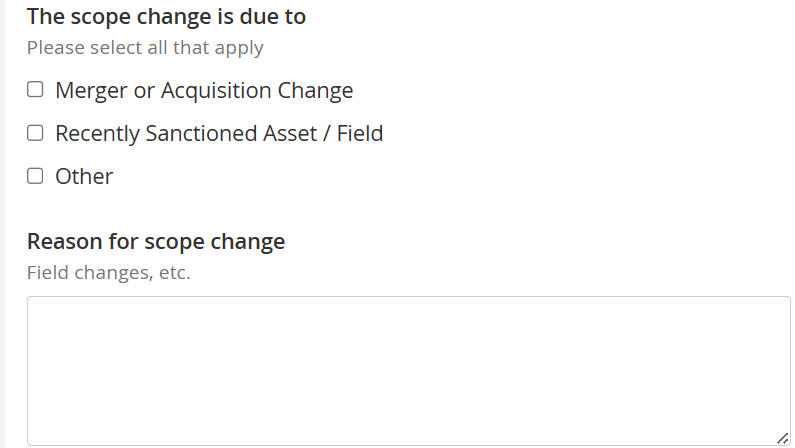 The scope change is due to
Please select all that apply
Merger or Acquisition Change
Recently Sanctioned Asset / Field
Other
Reason for scope change
Field changes, etc.